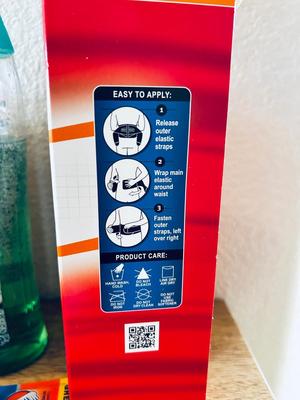 EASY TO APPLY:
1
Release
outer
elastic
straps
2
Wrap main
elastic
around
waist
3
Fasten
outer
straps, left
over right
PRODUCT CARE:
HAND WASH,
COLD
DO NOT
BLEACH
LINE DRY
AIR DRY
DO NOT
IRON
DO NOT
DRY CLEAN
DO NOT
USE
FABRIC
SOFTENER